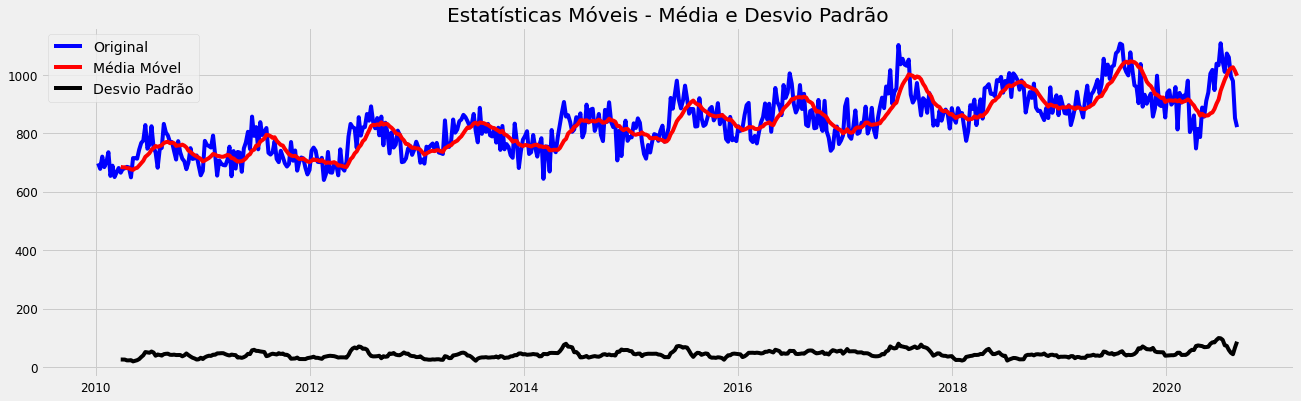 Estatísticas Móveis - Média e Desvio Padrão
Original
Média Móvel
Desvio Padrão
1000
800
600
400
200
0
2010 2012 2014 2016 2018 2020